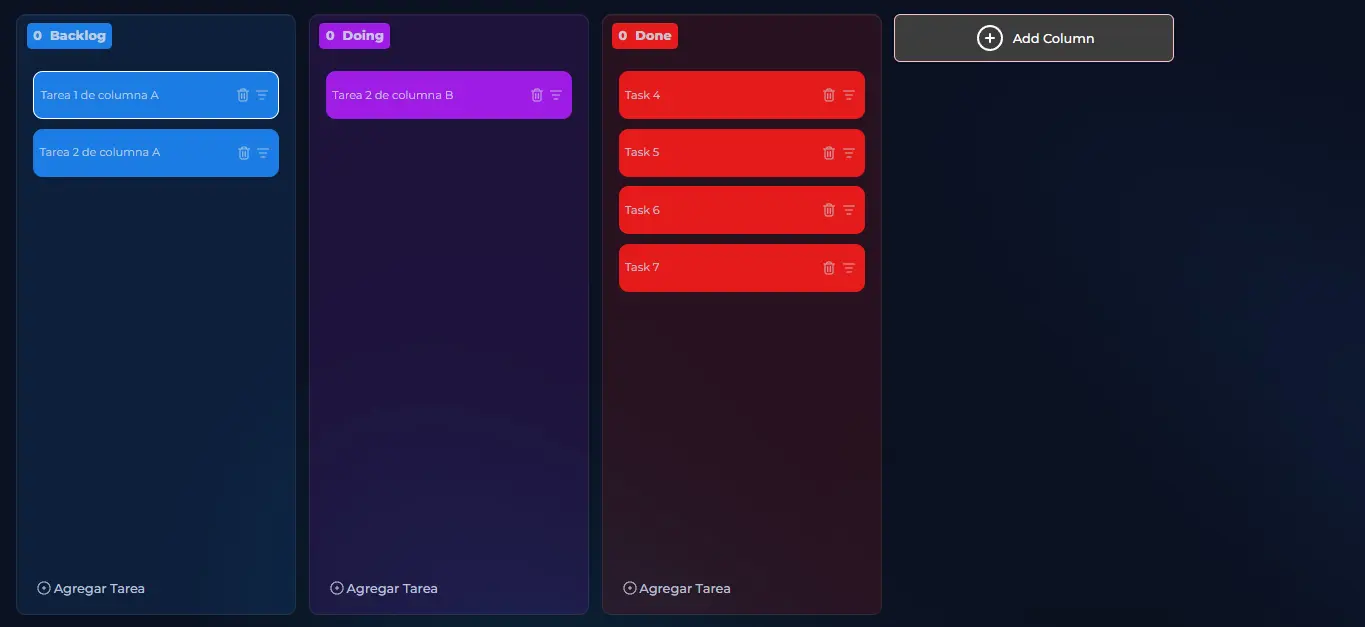 0 Backlog
Tarea 1 de columna A
Tarea 2 de columna A
Agregar Tarea
0 Doing
Tarea 2 de columna B
Agregar Tarea
0 Done
Task 4
Task 5
Task 6
Task 7
Agregar Tarea
Add Column